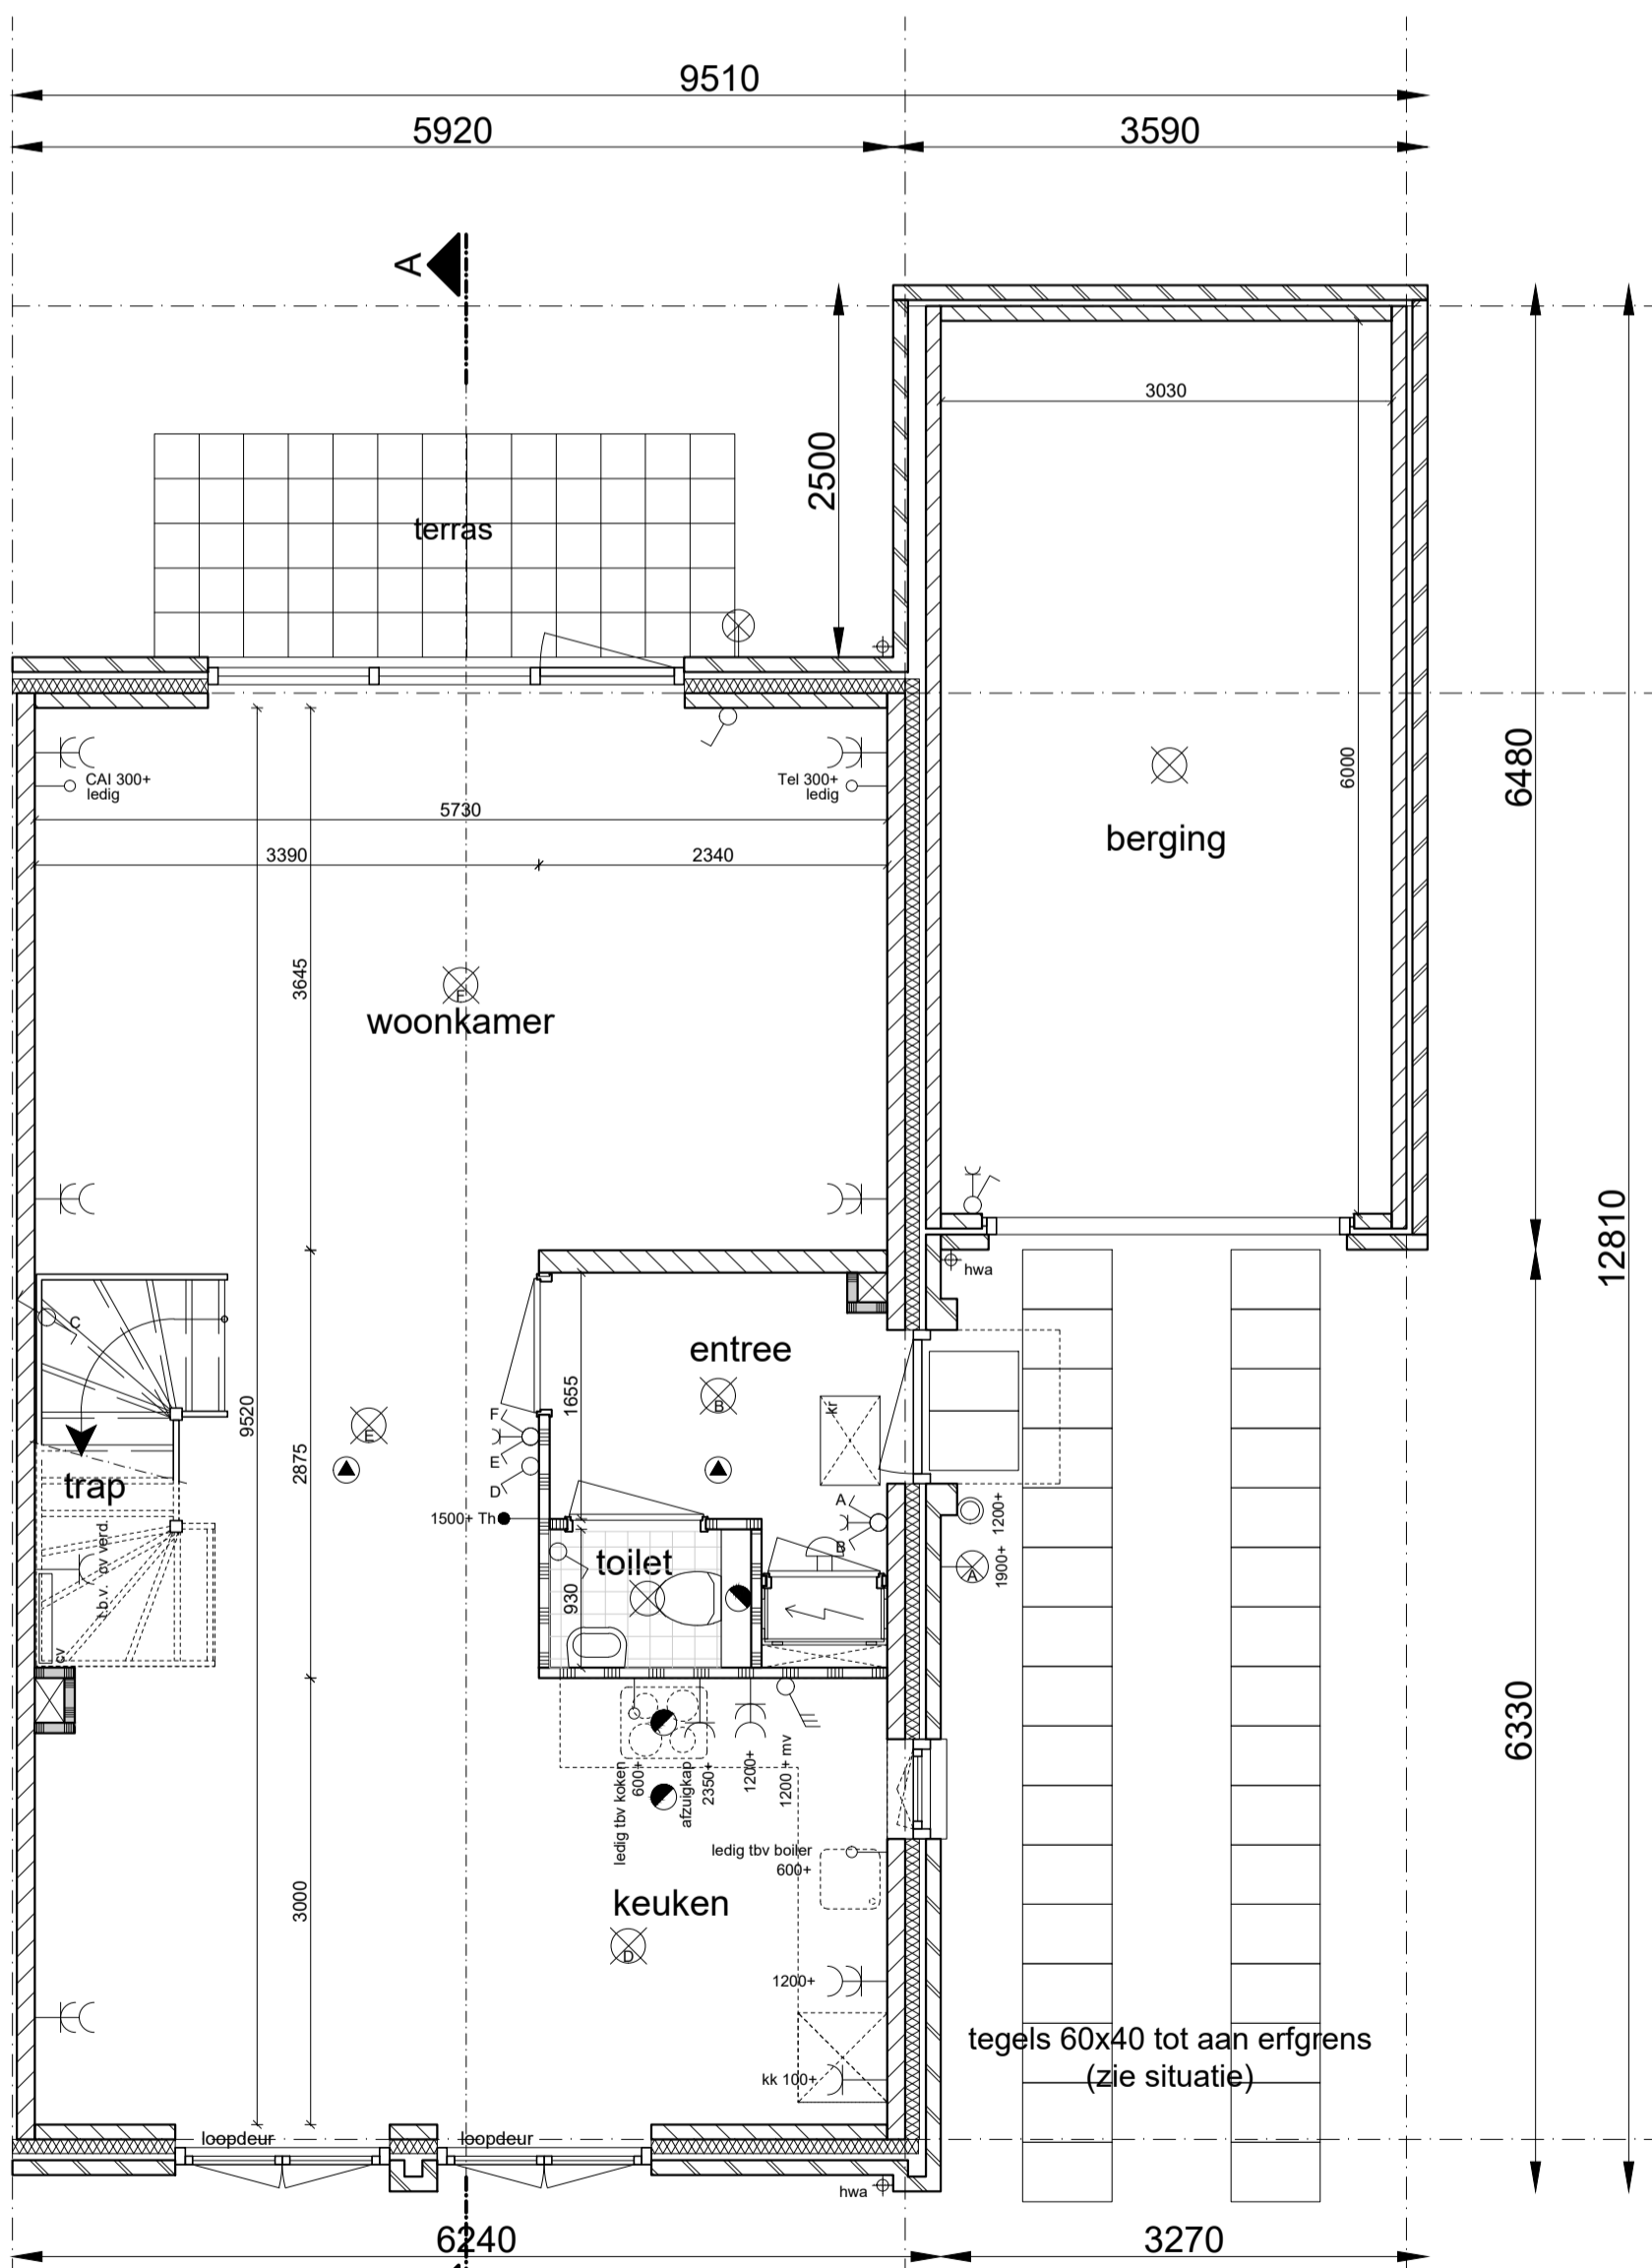 9510
5920
3590
A
2500
3030
terras
6480
6000
CAI 300+
ledig
Tel 300+
ledig
5730
berging
3390
2340
3645
F
woonkamer
12810
hwa
C
entree
1655
B
kr
9520
F
E
E
D
2875
trap
A
B
1500+ Th
1200+
1900+
A
t.b.v. ov verd.
toilet
930
cv
6330
ledig tbv koken
600+
afzuigkap
2350+
1200+
1200 + mv
ledig tbv boiler
600+
3000
keuken
D
1200+
tegels 60x40 tot aan erfgrens
(zie situatie)
kk 100+
loopdeur
loopdeur
hwa
6240
3270